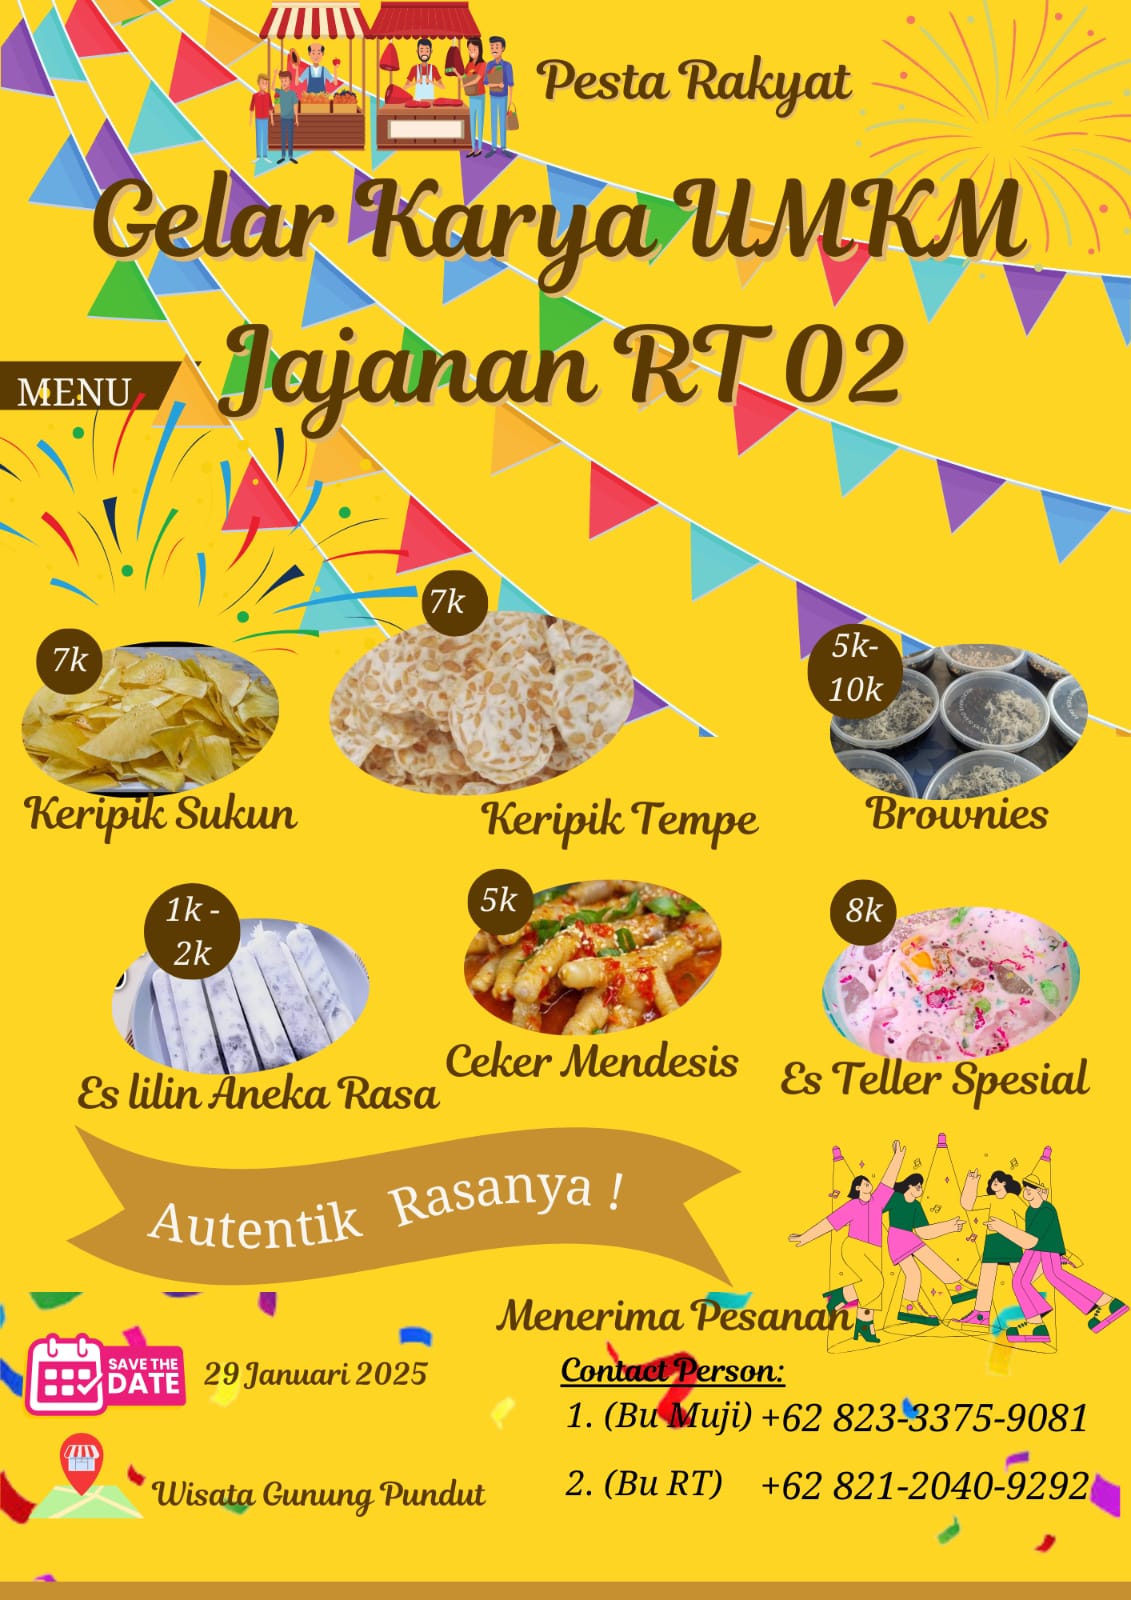 Pesta Rakyat
Gelar Karya UMKM
Jajanan RT 02
MENU
7k
7k
5k-
10k
Keripik Sukun
Keripik Tempe
Brownies
1k -
2k
5k
8k
Es lilin Aneka Rasa
Ceker Mendesis
Es Teller Spesial
Autentik Rasanya !
Menerima Pesanan
SAVE THE
DATE
29 Januari 2025
Contact Person:
1. (Bu Muji) +62 823-3375-9081
2. (Bu RT) +62 821-2040-9292
Wisata Gunung Pundut